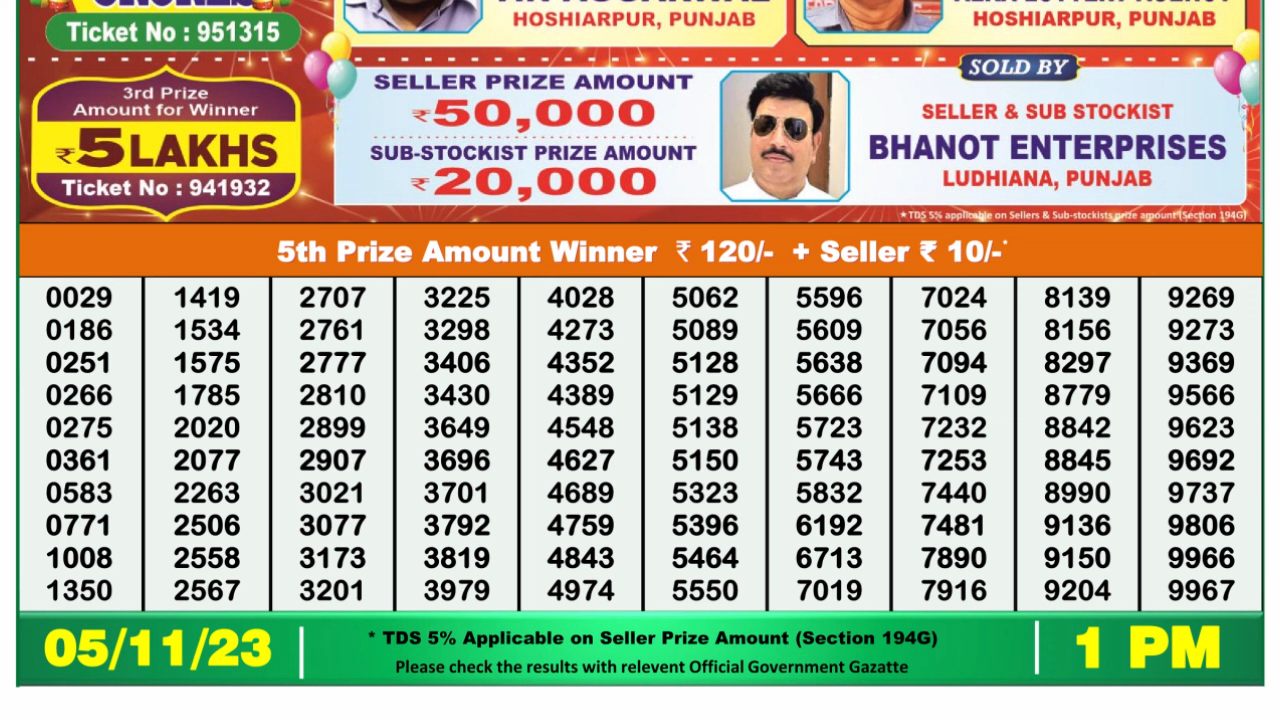 Ticket No : 951315
HOSHIARPUR, PUNJAB
HOSHIARPUR, PUNJAB
3rd Prize
Amount for Winner
₹5 LAKHS
Ticket No : 941932
SELLER PRIZE AMOUNT
₹50,000
SUB-STOCKIST PRIZE AMOUNT
₹20,000
SOLD BY
SELLER & SUB STOCKIST
BHANOT ENTERPRISES
LUDHIANA, PUNJAB
★TDS 5% applicable on Sellers & Sub-stockists prize amount (Section 194G)
5th Prize Amount Winner ₹ 120/- + Seller ₹ 10/-*
0029 1419 2707 3225 4028 5062 5596 7024 8139 9269
0186 1534 2761 3298 4273 5089 5609 7056 8156 9273
0251 1575 2777 3406 4352 5128 5638 7094 8297 9369
0266 1785 2810 3430 4389 5129 5666 7109 8779 9566
0275 2020 2899 3649 4548 5138 5723 7232 8842 9623
0361 2077 2907 3696 4627 5150 5743 7253 8845 9692
0583 2263 3021 3701 4689 5323 5832 7440 8990 9737
0771 2506 3077 3792 4759 5396 6192 7481 9136 9806
1008 2558 3173 3819 4843 5464 6713 7890 9150 9966
1350 2567 3201 3979 4974 5550 7019 7916 9204 9967
05/11/23
* TDS 5% Applicable on Seller Prize Amount (Section 194G)
Please check the results with relevent Official Government Gazatte
1 PM